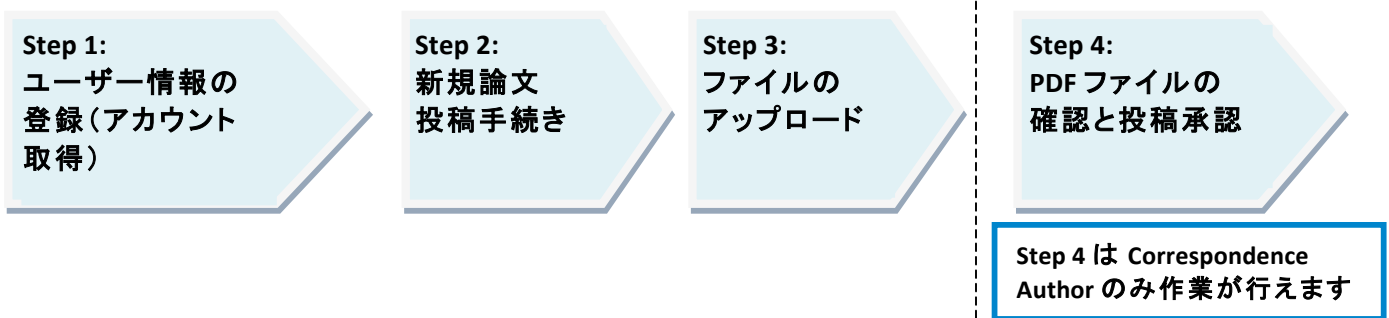 Step 1:
ユーザー情報の
登録（アカウント
取得）
Step 2:
新規論文
投稿手続き
Step 3:
ファイルの
アップロード
Step 4:
PDF ファイルの
確認と投稿承認
Step 4 は Correspondence
Author のみ作業が行えます